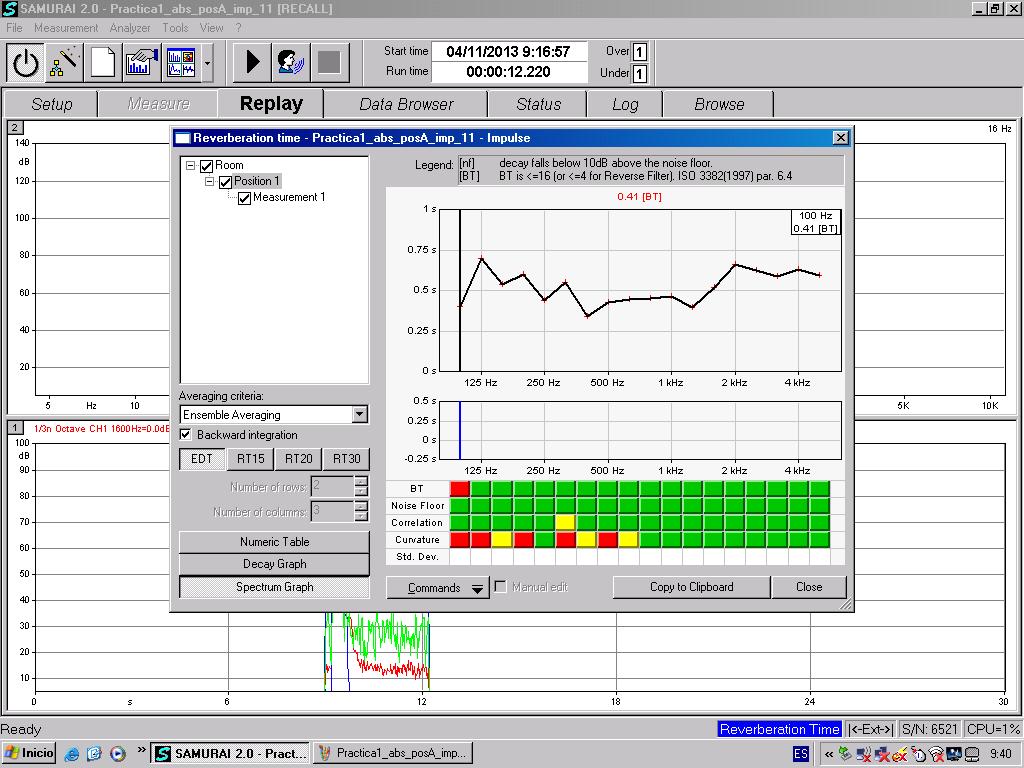 SAMURAI 2.0 - Practica1_abs_posA_imp_11 [RECALL]
File Measurement Analyzer Tools View ?
Start time 04/11/2013 9:16:57 Over 1
Run time 00:00:12.220 Under 1
Setup Measure Replay Data Browser Status Log Browse
2
16 Hz
140
dB
120
100
80
60
40
20
5 Hz 10 5K 10K
Reverberation time - Practica1_abs_posA_imp_11 - Impulse
Room
Position 1
Measurement 1
Averaging criteria:
Ensemble Averaging
Backward integration
EDT RT15 RT20 RT30
Number of rows: 2
Number of columns: 3
Numeric Table
Decay Graph
Spectrum Graph
Legend: [nf] decay falls below 10dB above the noise floor.
[BT] BT is <=16 (or <=4 for Reverse Filter). ISO 3382(1997) par. 6.4
0.41 [BT]
100 Hz
0.41 [BT]
1 s
0.75 s
0.5 s
0.25 s
0 s
125 Hz 250 Hz 500 Hz 1 kHz 2 kHz 4 kHz
0.5 s
0.25 s
0 s
-0.25 s
125 Hz 250 Hz 500 Hz 1 kHz 2 kHz 4 kHz
BT
Noise Floor
Correlation
Curvature
Std. Dev.
Commands Manual edit Copy to Clipboard Close
1 1/3n Octave CH1 1600Hz=0.0dB
100
dB
90
80
70
60
50
40
30
20
10
0 s 6 12 18 24 30
Ready Reverberation Time |<-Ext->| S/N: 6521 CPU=1%
Inicio » SAMURAI 2.0 - Pract... Practica1_abs_posA_imp... ES « 9:40